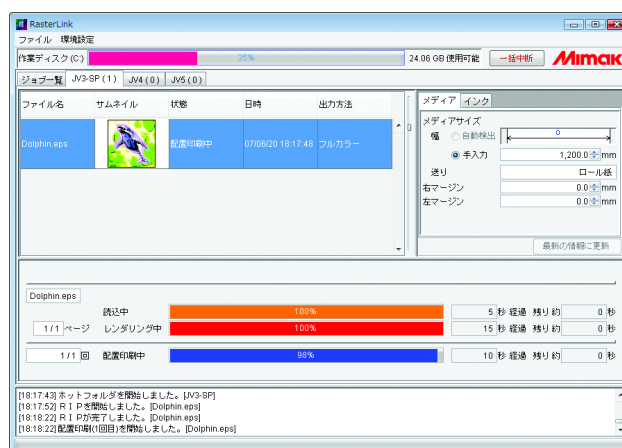 RasterLink
ファイル 環境設定
作業ディスク(C:) 35% 24.06 GB 使用可能 一括中断 Mimaki
ジョブ一覧 JV3-SP(1) JV4(0) JV5(0)
ファイル名 サムネイル 状態 日時 出力方法
Dolphin.eps 配置印刷中 07/06/20 18:17:48 フルカラー
メディア インク
メディアサイズ
幅 自動検出 0
手入力 1,200.0 mm
送り ロール紙
右マージン 0.0 mm
左マージン 0.0 mm
最新の情報に更新
Dolphin.eps
読込中 100% 5 秒 経過 残り約 0 秒
1/1 ページ レンダリング中 100% 15 秒 経過 残り約 0 秒
1/1 回 配置印刷中 98% 10 秒 経過 残り約 0 秒
[18:17:43] ホットフォルダを開始しました。[JV3-SP]
[18:17:52] RIPを開始しました。[Dolphin.eps]
[18:18:22] RIPが完了しました。[Dolphin.eps]
[18:18:22] 配置印刷(1回目)を開始しました。[Dolphin.eps]